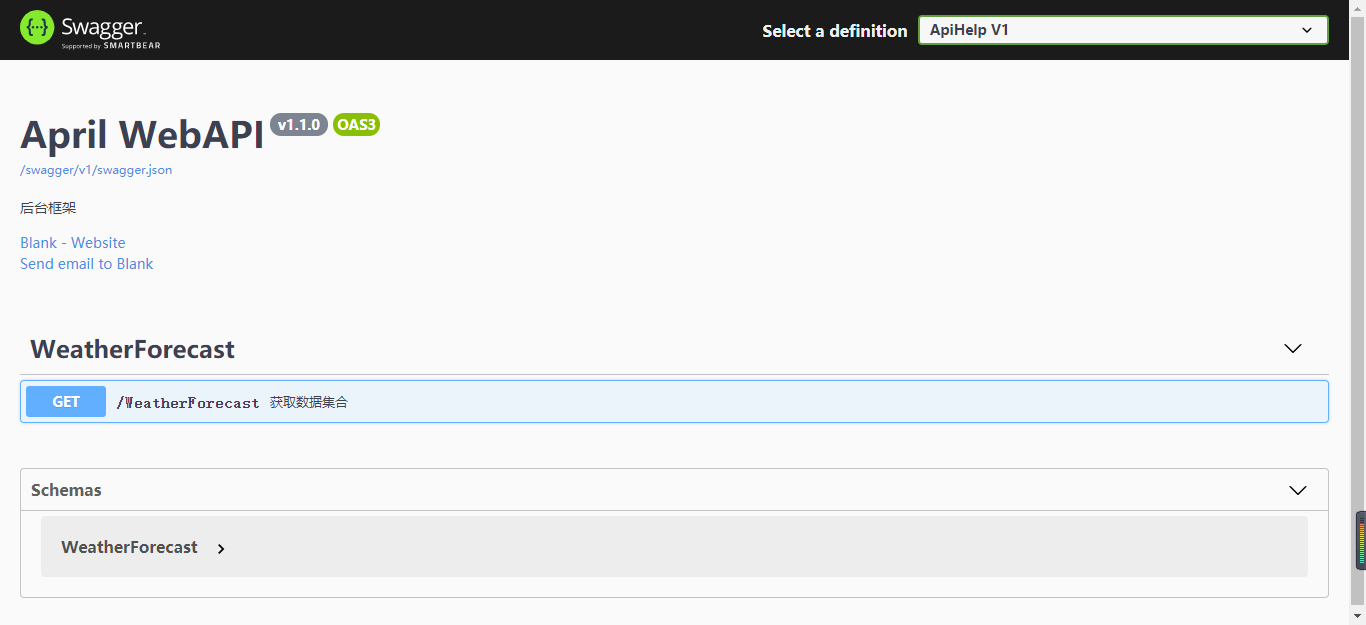 Swagger.
Supported by SMARTBEAR
Select a definition
ApiHelp V1
April WebAPI v1.1.0 OAS3
/swagger/v1/swagger.json
后台框架
Blank - Website
Send email to Blank
WeatherForecast
GET /WeatherForecast 获取数据集合
Schemas
WeatherForecast